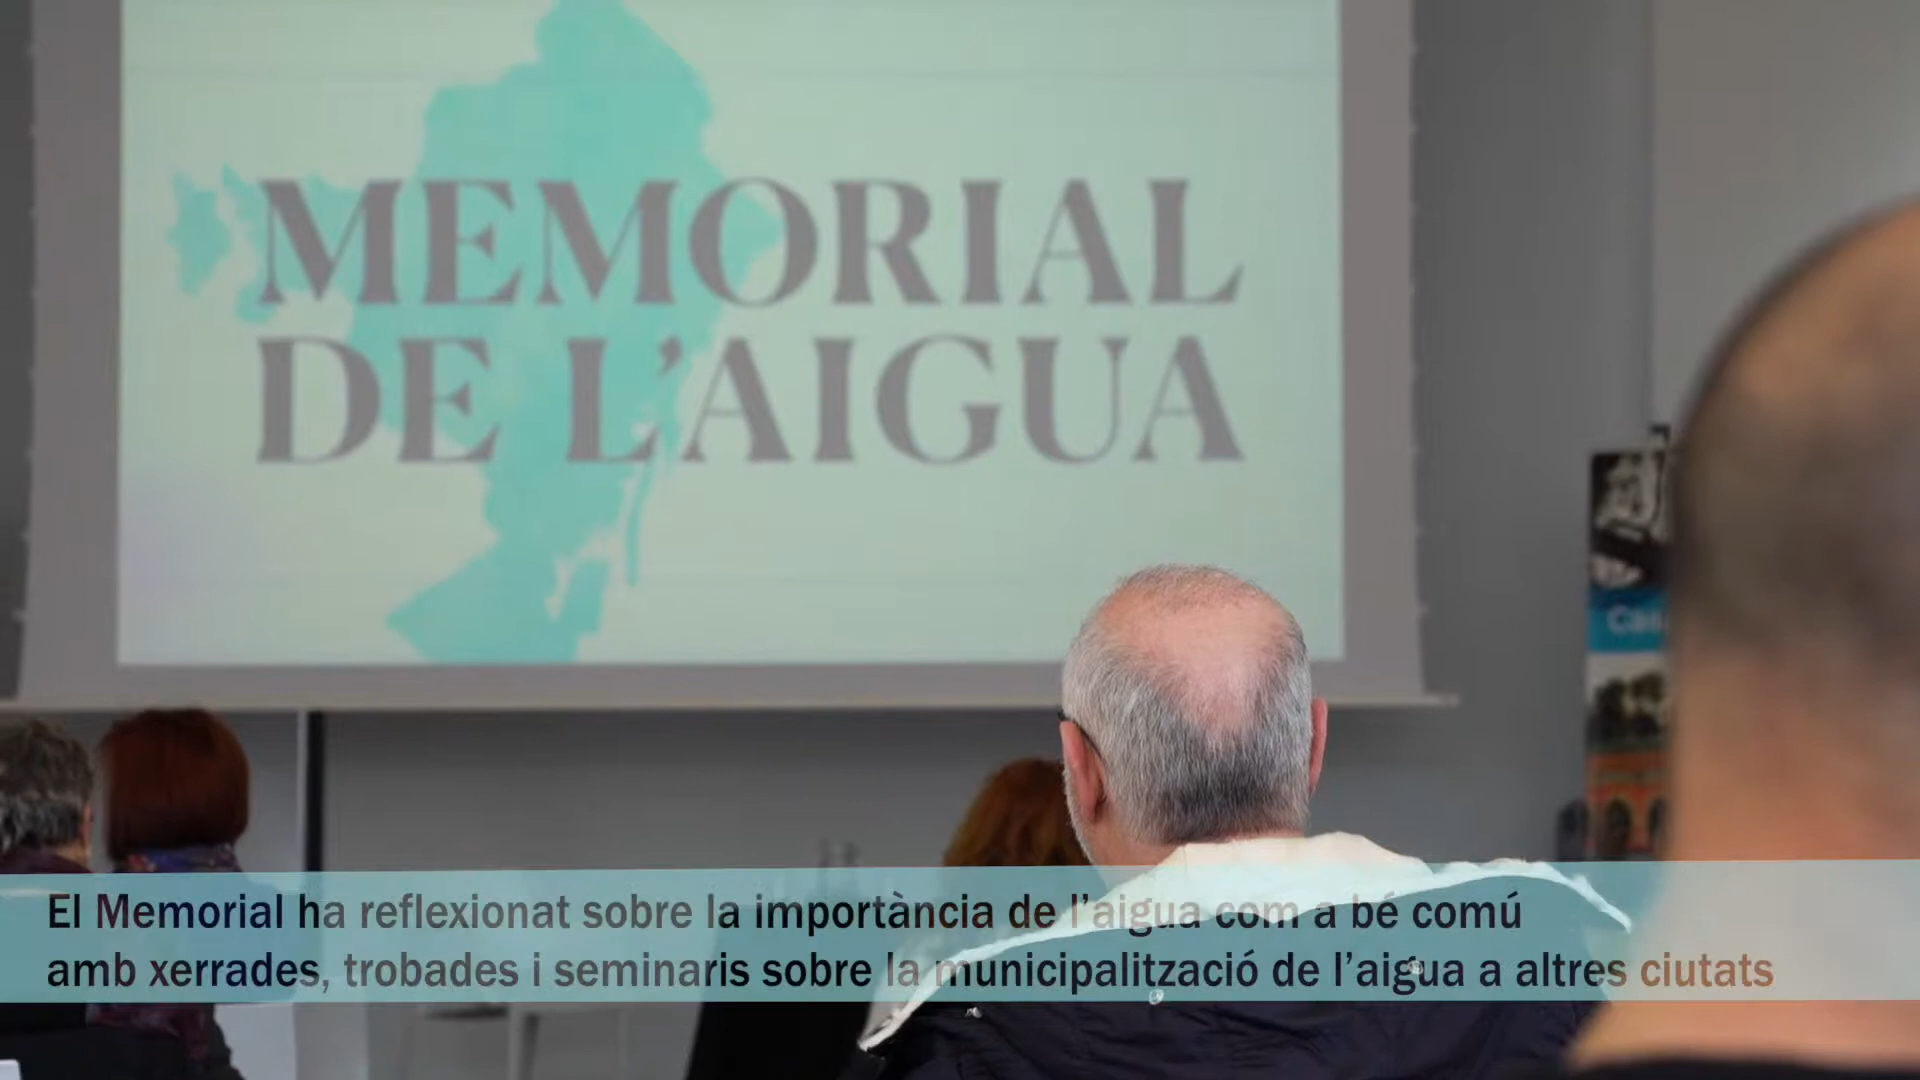 MEMORIAL
DE L'AIGUA
El Memorial ha reflexionat sobre la importància de l'aigua com a bé comú
amb xerrades, trobades i seminaris sobre la municipalització de l'aigua a altres ciutats